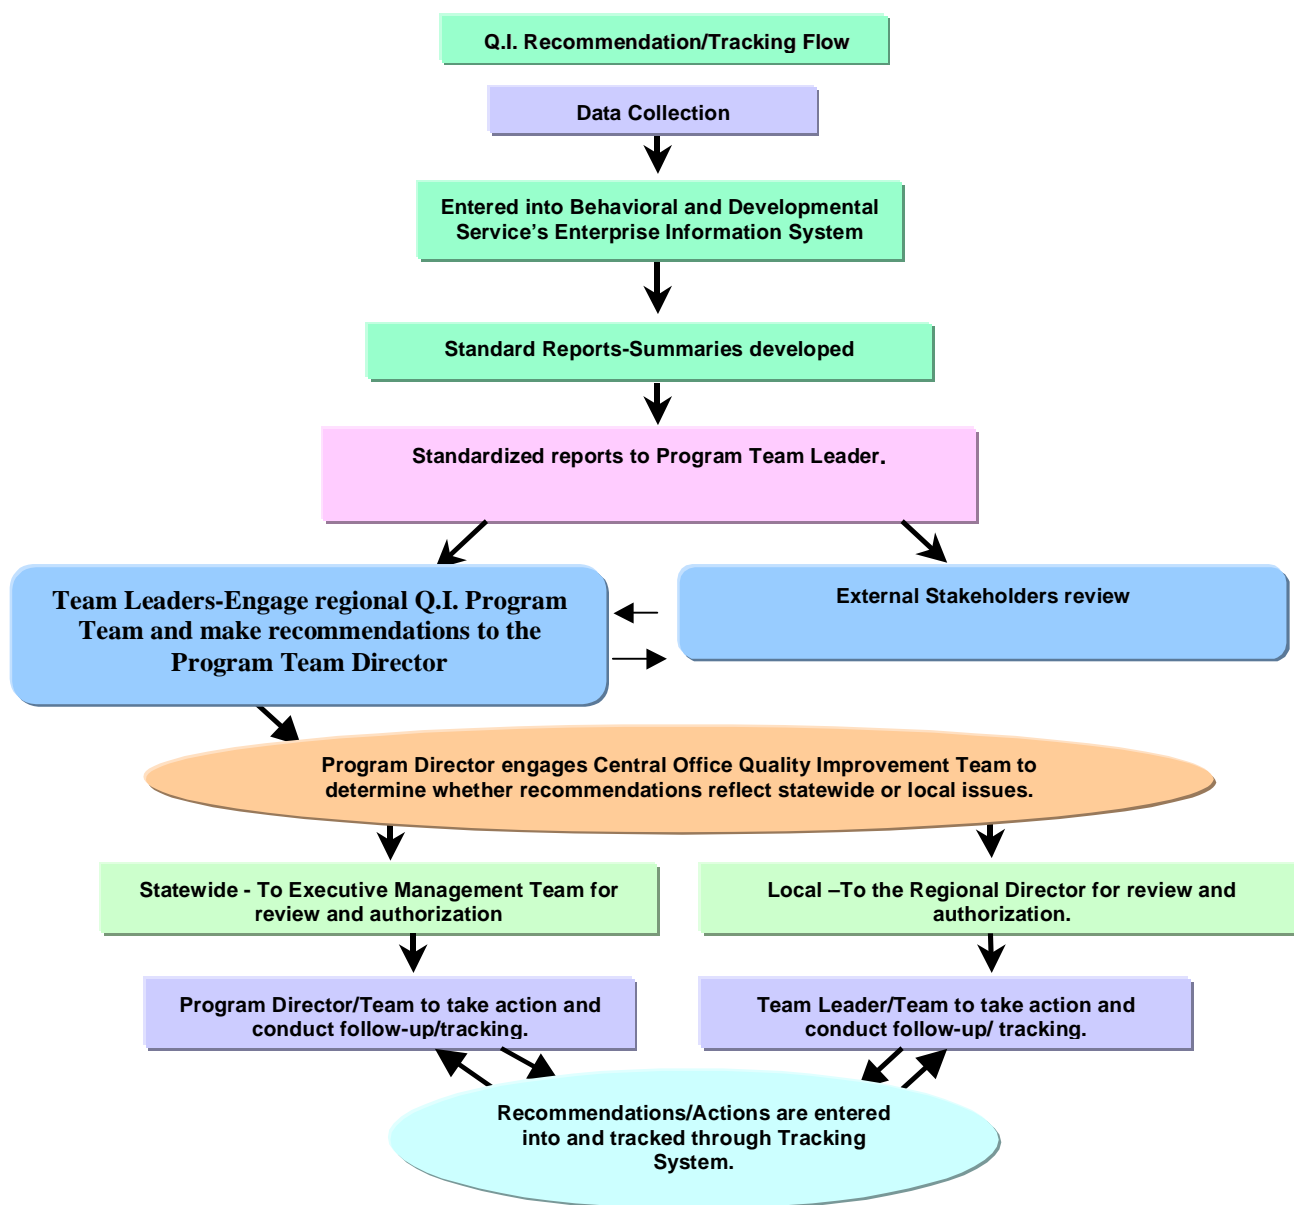 Q.I. Recommendation/Tracking Flow
Data Collection
Entered into Behavioral and Developmental
Service's Enterprise Information System
Standard Reports-Summaries developed
Standardized reports to Program Team Leader.
Team Leaders-Engage regional Q.I. Program
Team and make recommendations to the
Program Team Director
External Stakeholders review
Program Director engages Central Office Quality Improvement Team to
determine whether recommendations reflect statewide or local issues.
Statewide - To Executive Management Team for
review and authorization
Local –To the Regional Director for review and
authorization.
Program Director/Team to take action and
conduct follow-up/tracking.
Team Leader/Team to take action and
conduct follow-up/ tracking.
Recommendations/Actions are entered
into and tracked through Tracking
System.